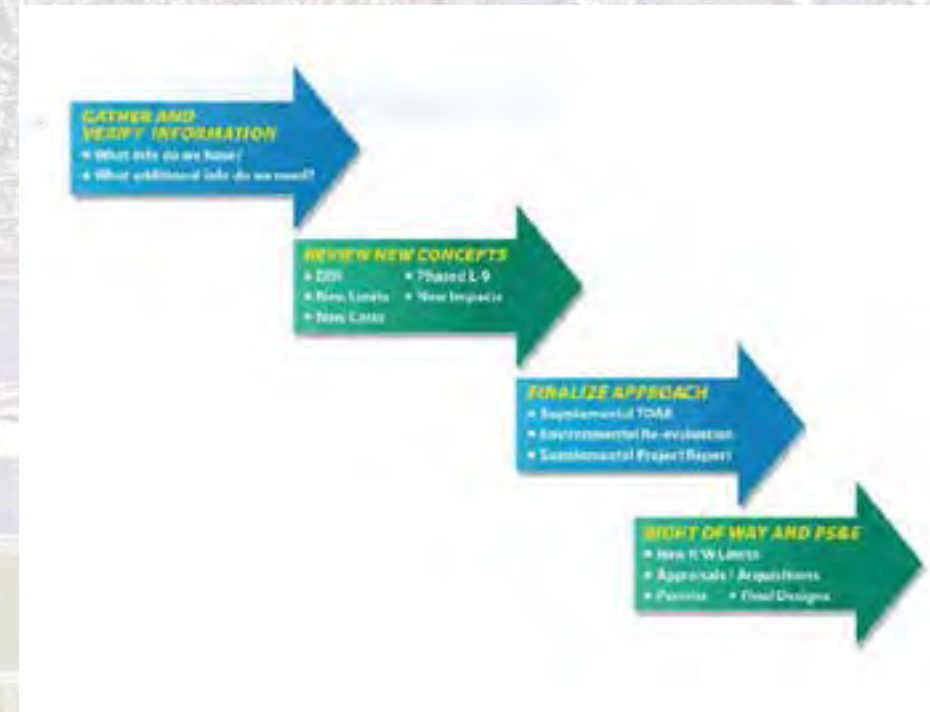 GATHER AND
VERIFY INFORMATION
• What info do we have?
• What additional info do we need?
REVIEW NEW CONCEPTS
• DDI • Phased L-9
• New Limits • New Impacts
• New Costs
FINALIZE APPROACH
• Supplemental TOAR
• Environmental Re-evaluation
• Supplemental Project Report
RIGHT OF WAY AND PS&E
• New R/W Limits
• Appraisals / Acquisitions
• Permits • Final Designs